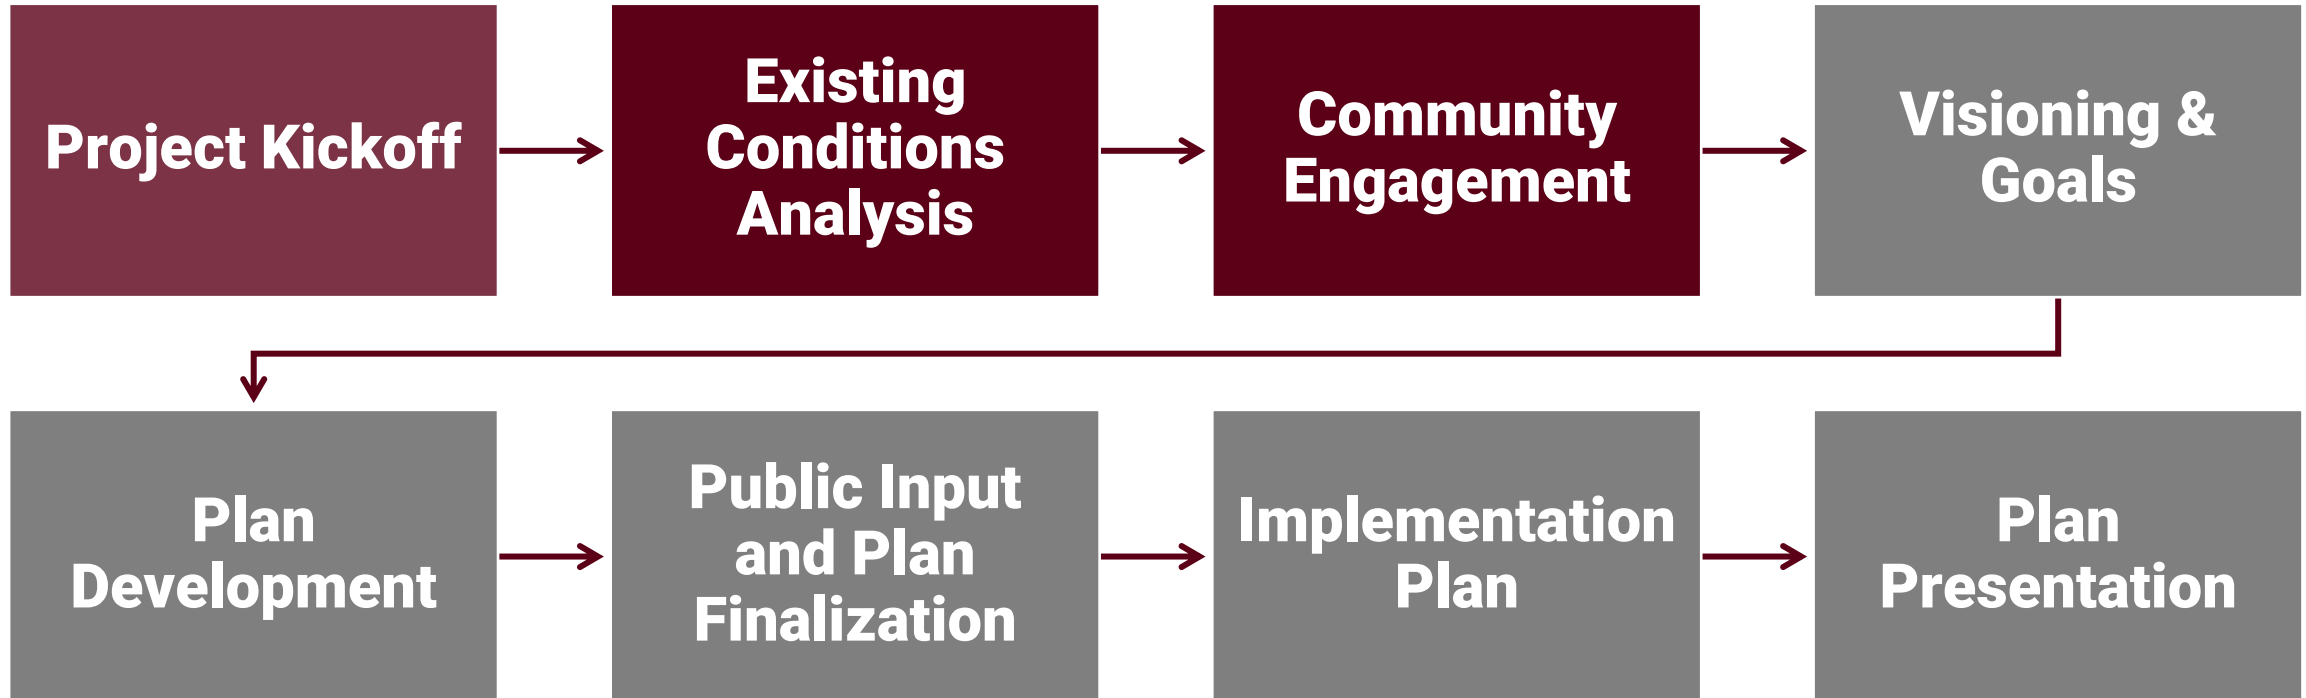 Project Kickoff
Existing
Conditions
Analysis
Community
Engagement
Visioning &
Goals
Plan
Development
Public Input
and Plan
Finalization
Implementation
Plan
Plan
Presentation